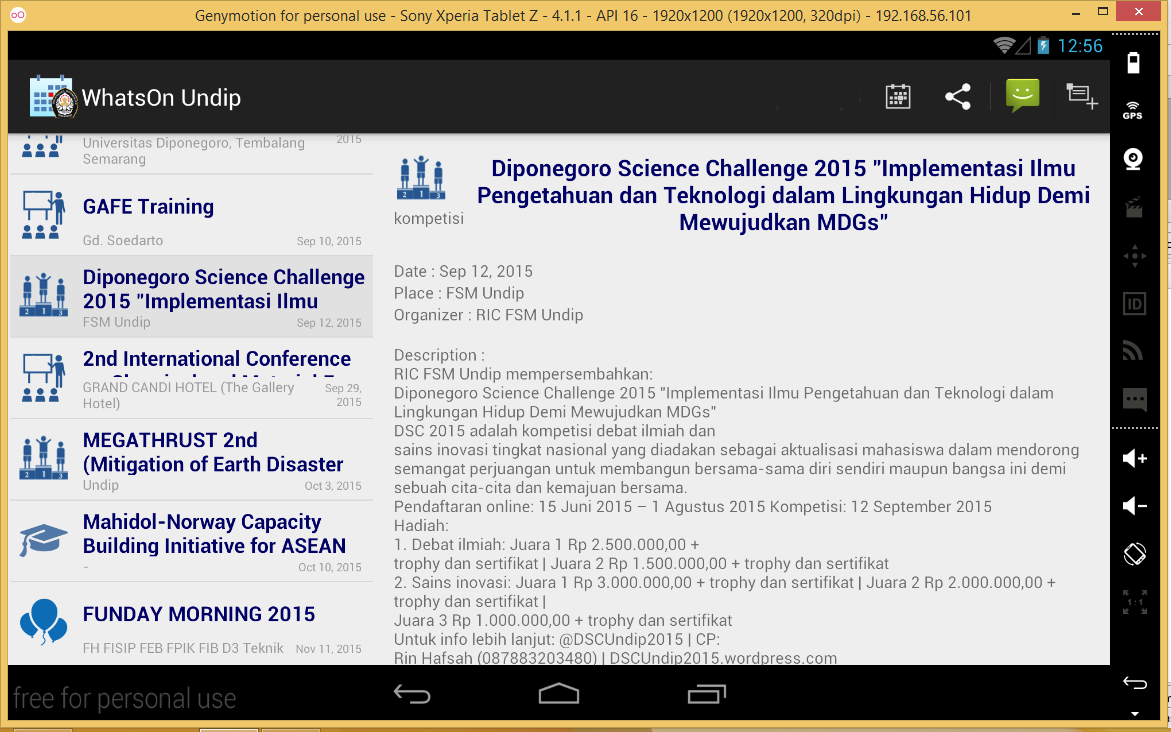 Genymotion for personal use - Sony Xperia Tablet Z - 4.1.1 - API 16 - 1920x1200 (1920x1200, 320dpi) - 192.168.56.101
12:56
WhatsOn Undip
GPS
ID
1:1
Universitas Diponegoro, Tembalang
Semarang
2015
GAFE Training
Gd. Soedarto
Sep 10, 2015
Diponegoro Science Challenge
2015 "Implementasi Ilmu
FSM Undip
Sep 12, 2015
2nd International Conference
GRAND CANDI HOTEL (The Gallery
Hotel)
Sep 29,
2015
MEGATHRUST 2nd
(Mitigation of Earth Disaster
Undip
Oct 3, 2015
Mahidol-Norway Capacity
Building Initiative for ASEAN
-
Oct 10, 2015
FUNDAY MORNING 2015
FH FISIP FEB FPIK FIB D3 Teknik
Nov 11, 2015
2 1 3
kompetisi
Diponegoro Science Challenge 2015 "Implementasi Ilmu
Pengetahuan dan Teknologi dalam Lingkungan Hidup Demi
Mewujudkan MDGs"
Date : Sep 12, 2015
Place : FSM Undip
Organizer : RIC FSM Undip
Description :
RIC FSM Undip mempersembahkan:
Diponegoro Science Challenge 2015 "Implementasi Ilmu Pengetahuan dan Teknologi dalam
Lingkungan Hidup Demi Mewujudkan MDGs"
DSC 2015 adalah kompetisi debat ilmiah dan
sains inovasi tingkat nasional yang diadakan sebagai aktualisasi mahasiswa dalam mendorong
semangat perjuangan untuk membangun bersama-sama diri sendiri maupun bangsa ini demi
sebuah cita-cita dan kemajuan bersama.
Pendaftaran online: 15 Juni 2015 – 1 Agustus 2015 Kompetisi: 12 September 2015
Hadiah:
1. Debat ilmiah: Juara 1 Rp 2.500.000,00 +
trophy dan sertifikat | Juara 2 Rp 1.500.000,00 + trophy dan sertifikat
2. Sains inovasi: Juara 1 Rp 3.000.000,00 + trophy dan sertifikat | Juara 2 Rp 2.000.000,00 +
trophy dan sertifikat |
Juara 3 Rp 1.000.000,00 + trophy dan sertifikat
Untuk info lebih lanjut: @DSCUndip2015 | CP:
Rin Hafsah (087883203480) | DSCUndip2015.wordpress.com
free for personal use